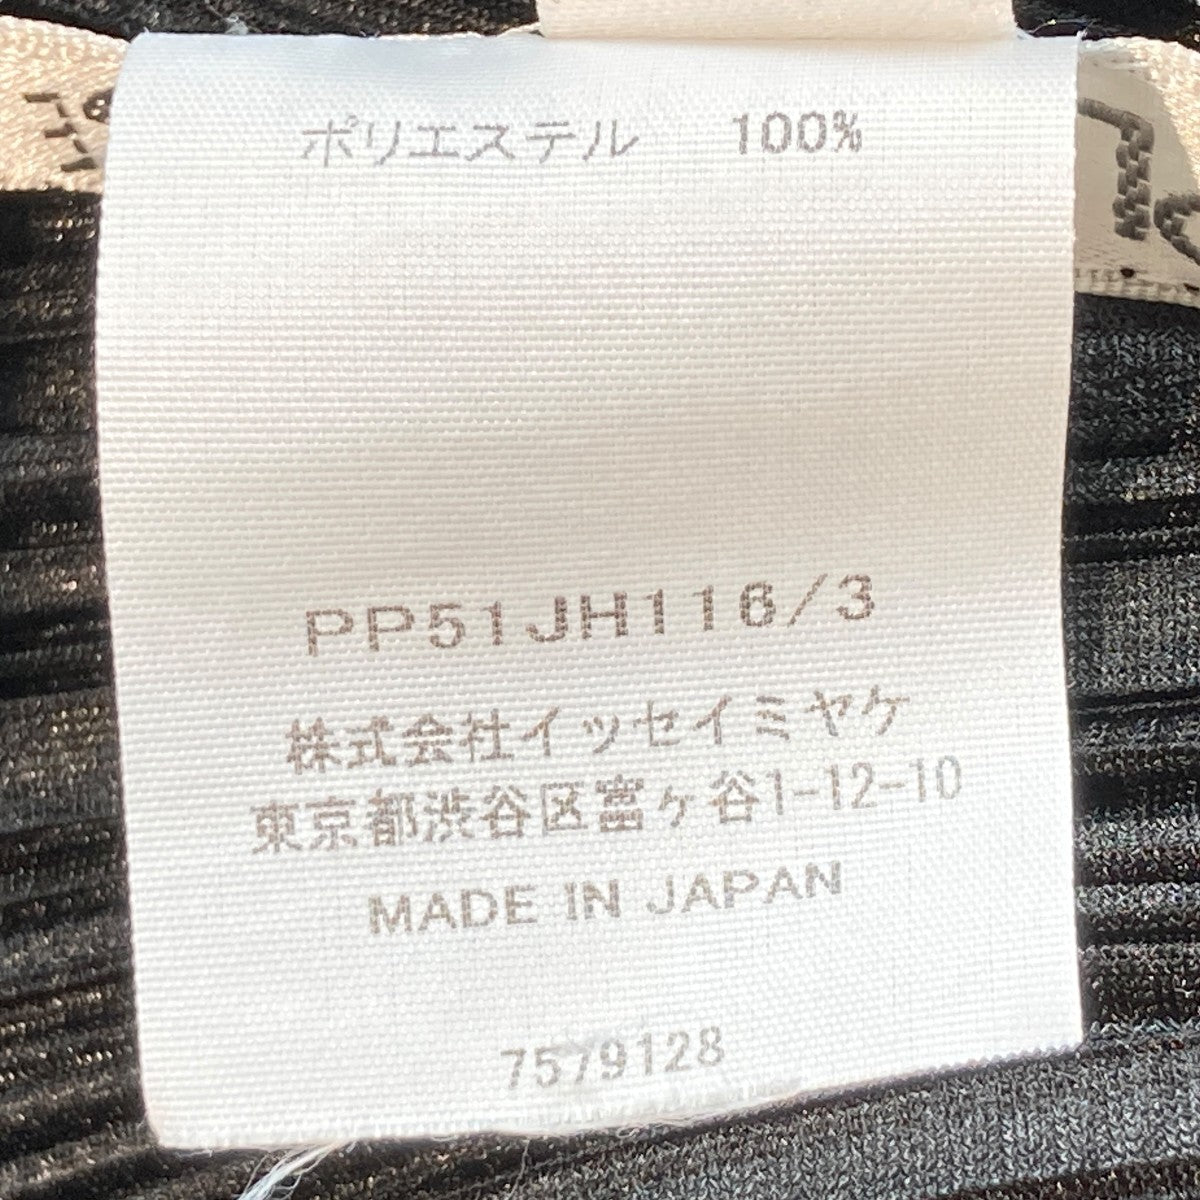 ポリエステル 100%
PP51JH116/3
株式会社イッセイミヤケ
東京都渋谷区富ヶ谷1-12-10
MADE IN JAPAN
7579128